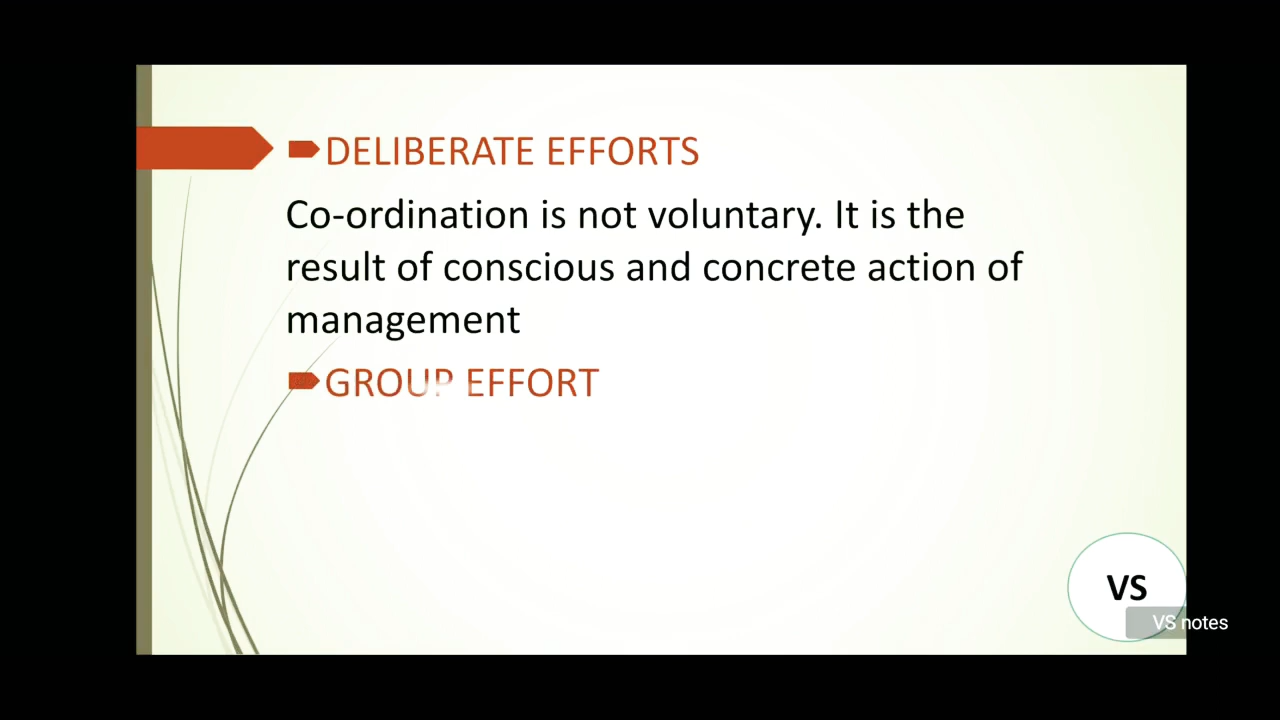 DELIBERATE EFFORTS
Co-ordination is not voluntary. It is the
result of conscious and concrete action of
management
GROUP EFFORT
VS
VS notes